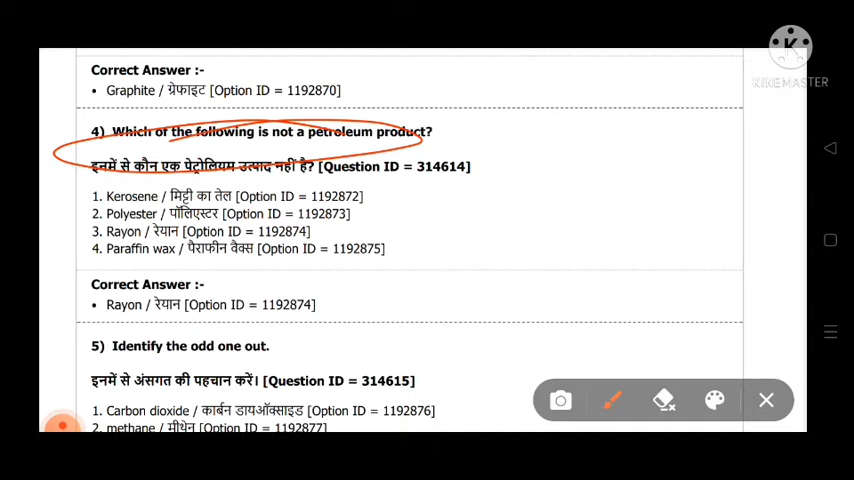 Correct Answer :-
• Graphite / ग्रेफाइट [Option ID = 1192870]
K
KINEMASTER
4) Which of the following is not a petroleum product?
इनमें से कौन एक पेट्रोलियम उत्पाद नहीं है? [Question ID = 314614]
1. Kerosene / मिट्टी का तेल [Option ID = 1192872]
2. Polyester / पॉलिएस्टर [Option ID = 1192873]
3. Rayon / रेयान [Option ID = 1192874]
4. Paraffin wax / पैराफीन वैक्स [Option ID = 1192875]
Correct Answer :-
• Rayon / रेयान [Option ID = 1192874]
5) Identify the odd one out.
इनमें से अंसगत की पहचान करें। [Question ID = 314615]
1. Carbon dioxide / कार्बन डायऑक्साइड [Option ID = 1192876]
2. methane / मीथेन [Option ID = 1192877]